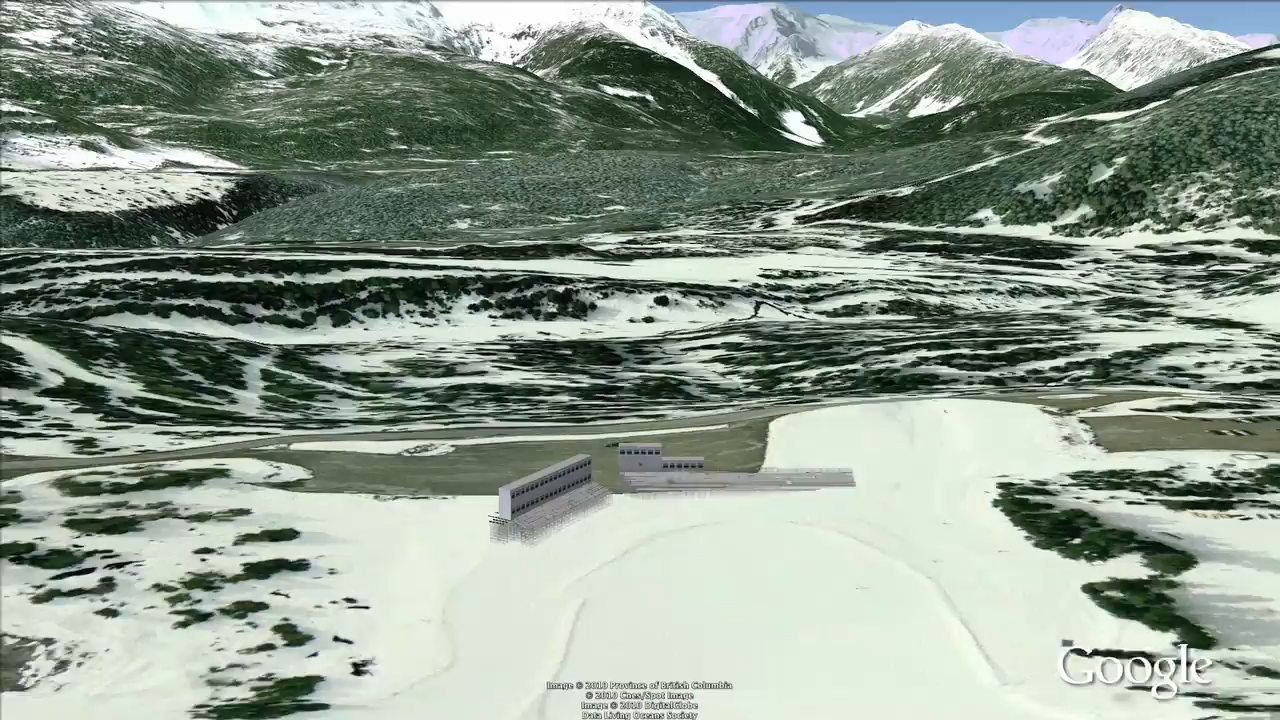 Google
Image © 2010 Province of British Columbia
© 2010 Cnes/Spot Image
Image © 2010 DigitalGlobe
Data Living Oceans Society